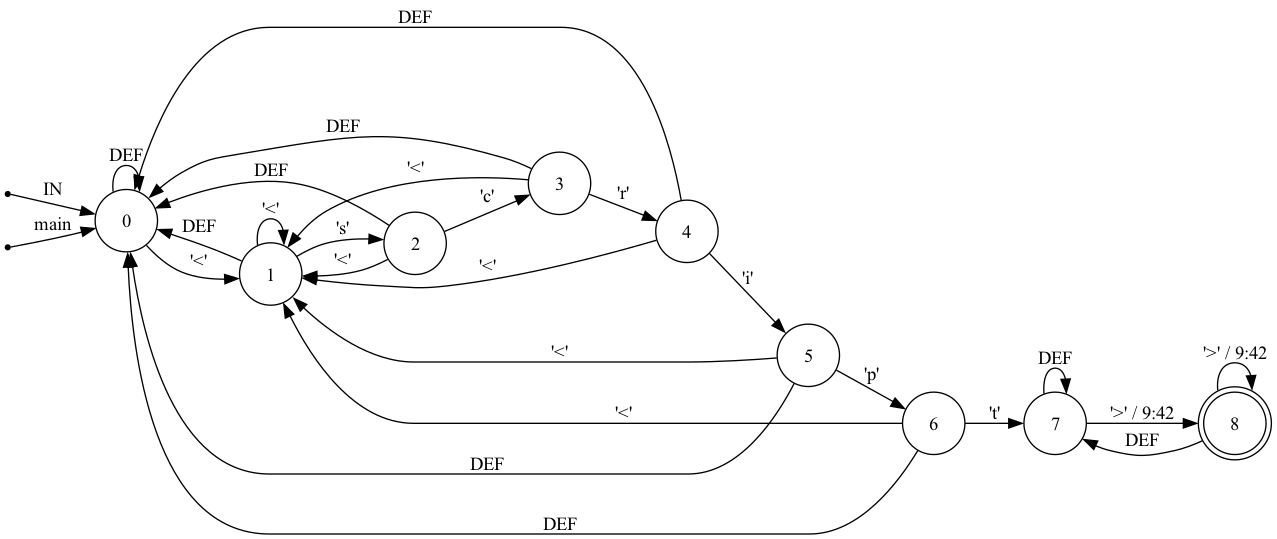 DEF
DEF
DEF
'<'
DEF
3
'r'
IN
DEF
'c'
'<'
main
0
DEF
's'
2
4
'<'
1
'<'
'<'
'i'
'<'
5
'p'
DEF
'>' / 9:42
'<'
6
't'
7
'>' / 9:42
8
DEF
DEF
DEF